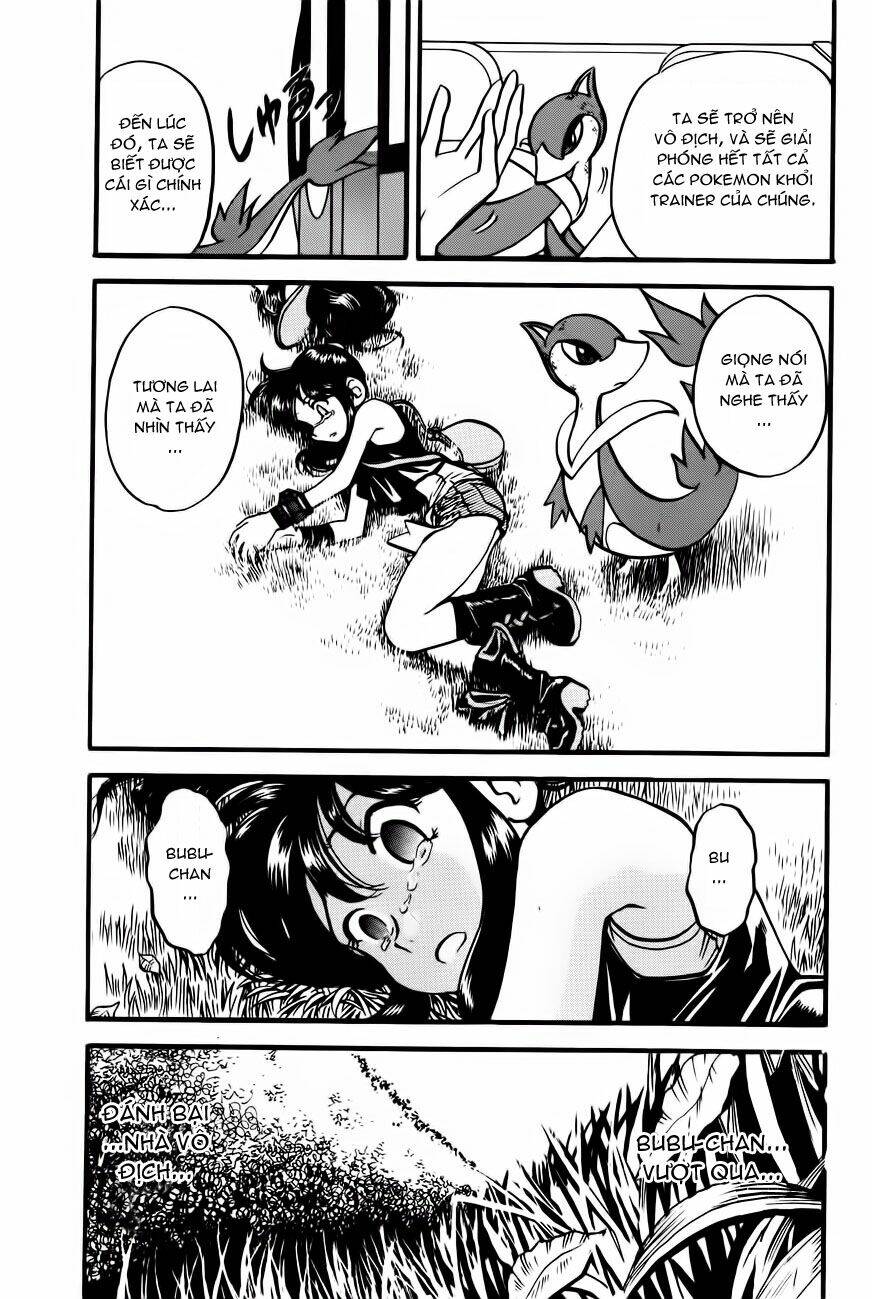 TA SẼ TRỞ NÊN
VÔ ĐỊCH, VÀ SẼ GIẢI
PHÓNG HẾT TẤT CẢ
CÁC POKEMON KHỎI
TRAINER CỦA CHÚNG.
ĐẾN LÚC
ĐÓ, TA SẼ
BIẾT ĐƯỢC
CÁI GÌ CHÍNH
XÁC...
しゅるっ
GIỌNG NÓI
MÀ TA ĐÃ
NGHE THẤY
...
TƯƠNG LAI
MÀ TA ĐÃ
NHÌN THẤY
...
BU
...
BUBU-
CHAN
...
BUBU-CHAN...
VƯỢT QUA...
ĐÁNH BẠI
...NHÀ VÔ
ĐỊCH...